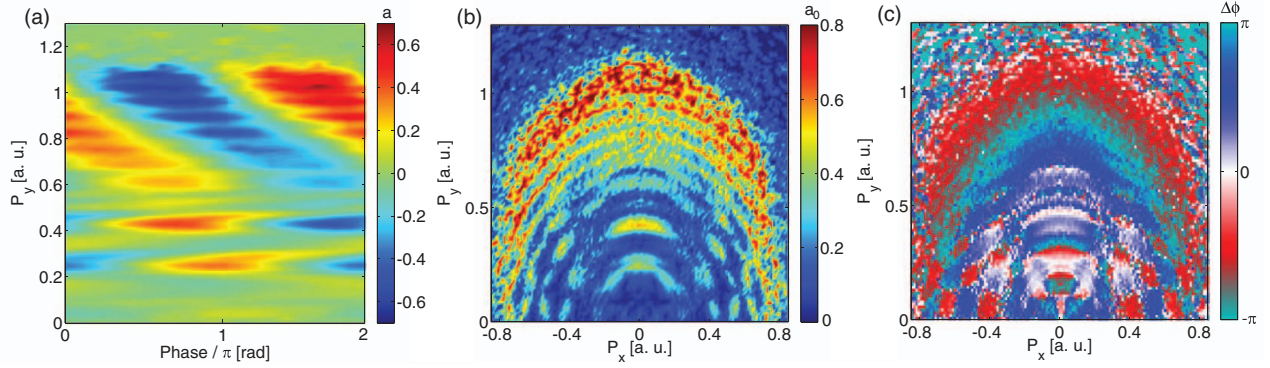 (a)
a
1.2
1
0.8
0.6
0.4
0.2
0
P_y [a. u.]
0
1
2
Phase / π [rad]
0.6
0.4
0.2
0
-0.2
-0.4
-0.6
(b)
a_0
1
0.5
0
P_y [a. u.]
-0.8
-0.4
0
0.4
0.8
P_x [a. u.]
0.8
0.6
0.4
0.2
0
(c)
Δϕ
1
0.5
0
P_y [a. u.]
-0.8
-0.4
0
0.4
0.8
P_x [a. u.]
π
0
-π